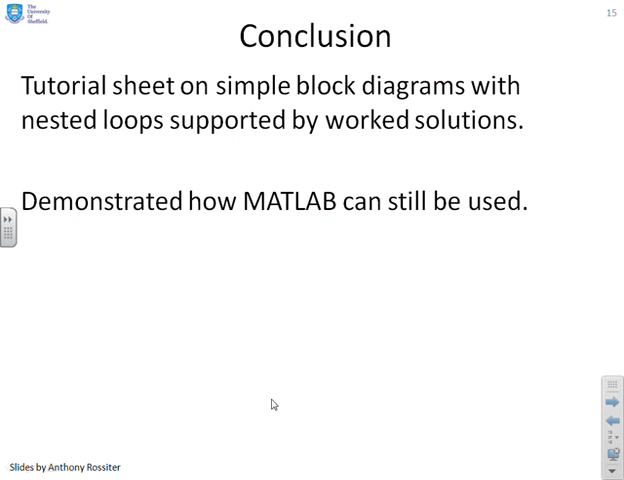 The
University
Of
Sheffield.
15
Conclusion
Tutorial sheet on simple block diagrams with
nested loops supported by worked solutions.
Demonstrated how MATLAB can still be used.
Slides by Anthony Rossiter